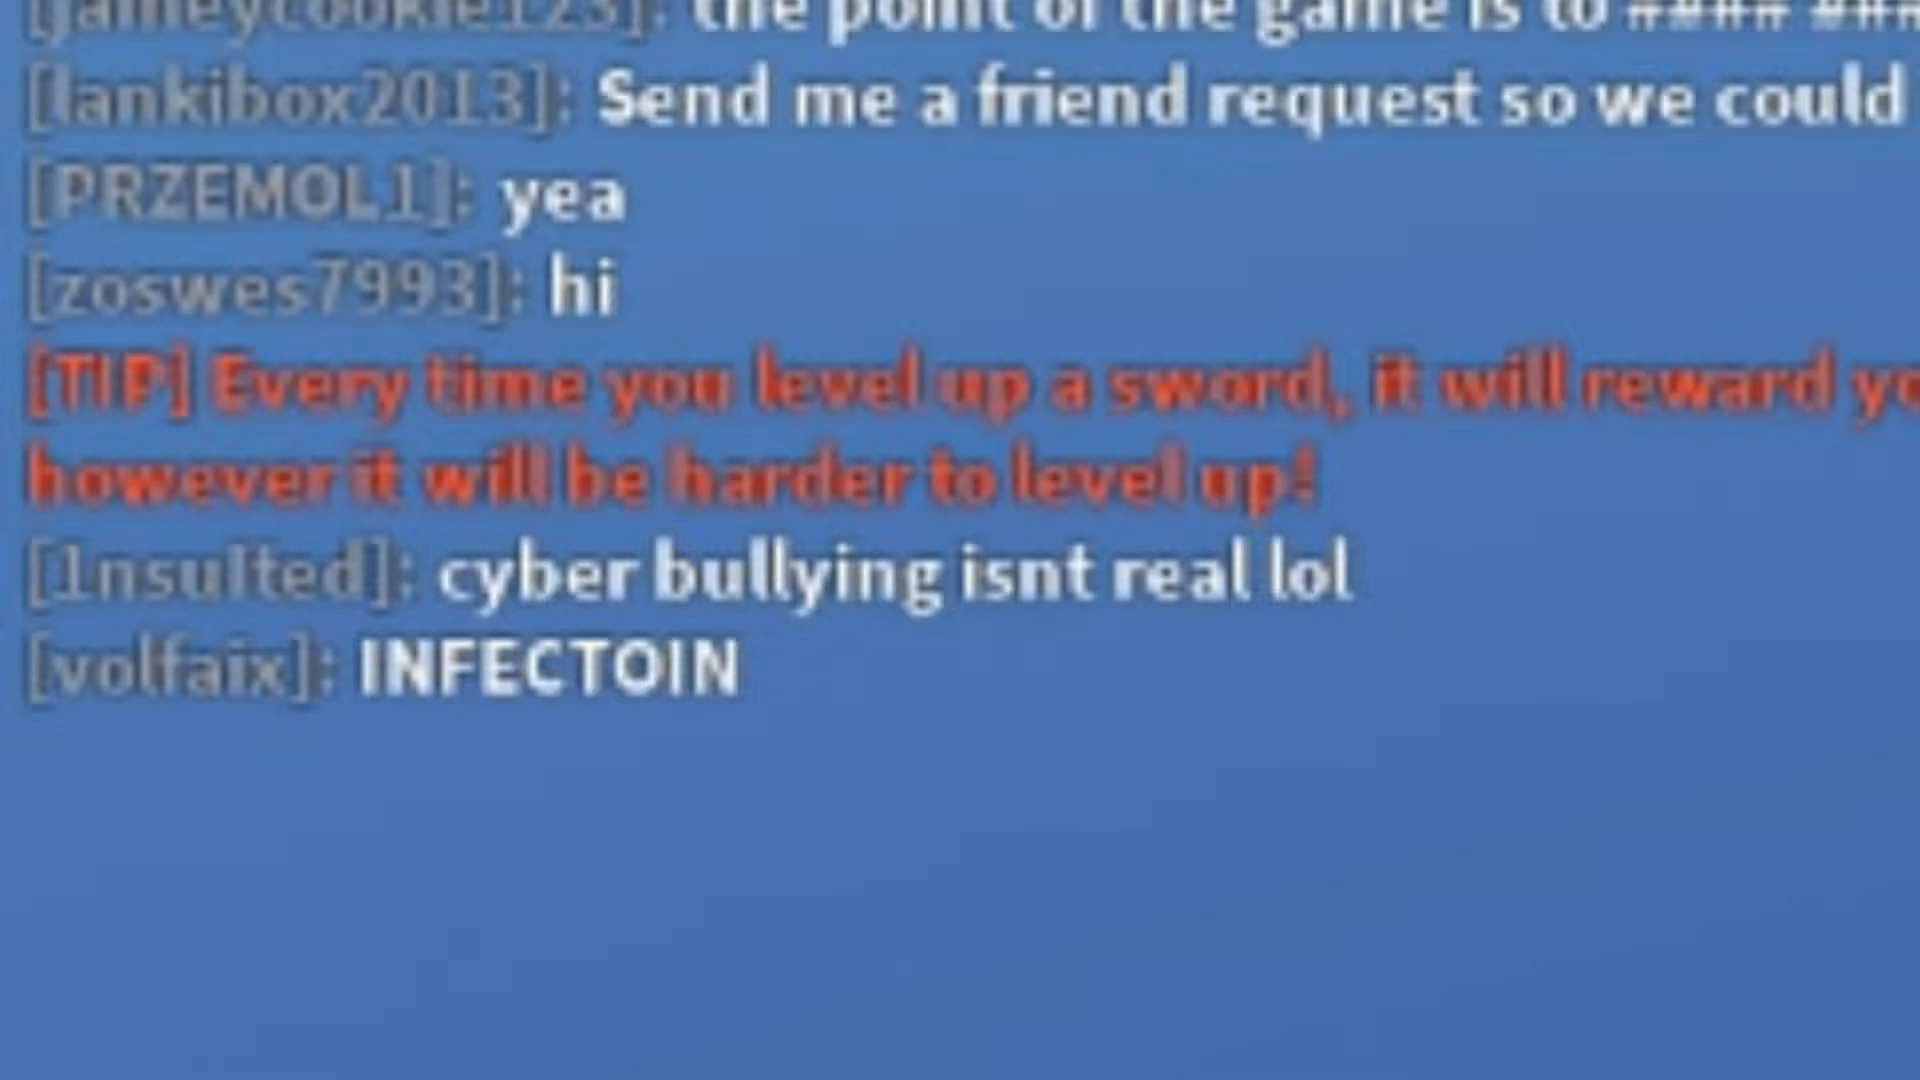 [jameycookie123]: the point of the game is to #### ###
[lankibox2013]: Send me a friend request so we could
[PRZEMOL1]: yea
[zoswes7993]: hi
[TIP] Every time you level up a sword, it will reward yo
however it will be harder to level up!
[1nsulted]: cyber bullying isnt real lol
[volfaix]: INFECTOIN